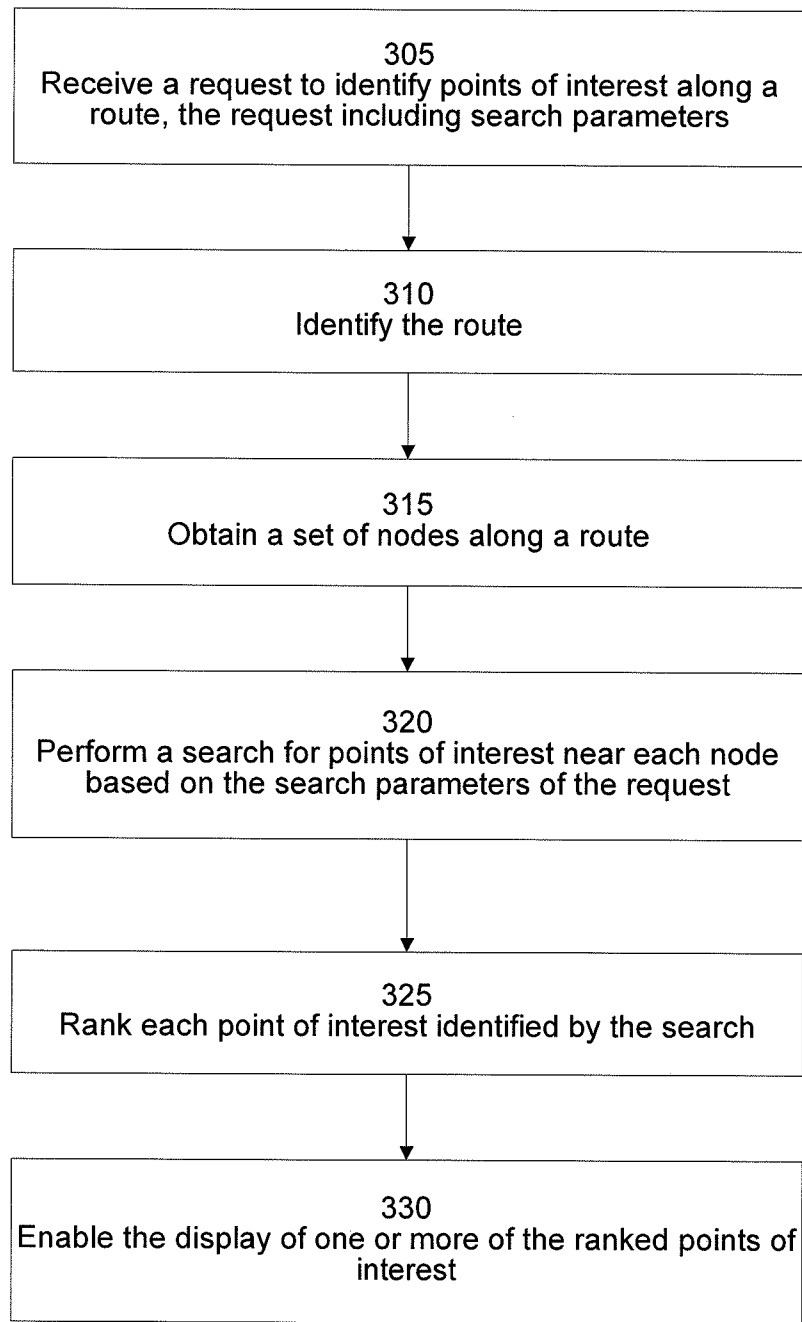 305
Receive a request to identify points of interest along a
route, the request including search parameters
310
Identify the route
315
Obtain a set of nodes along a route
320
Perform a search for points of interest near each node
based on the search parameters of the request
325
Rank each point of interest identified by the search
330
Enable the display of one or more of the ranked points of
interest